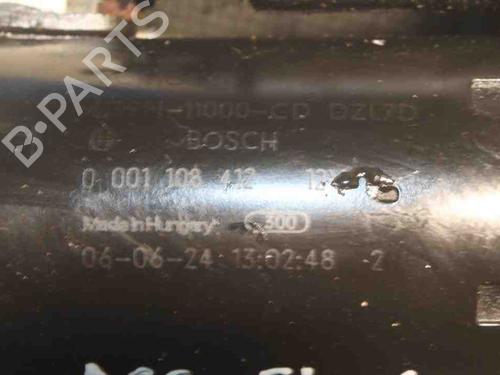 B-PARTS
-11000-CD DZL7D
BOSCH
0 001 108 412 12
Made in Hungary 300
06-06-24 13:02:48 2